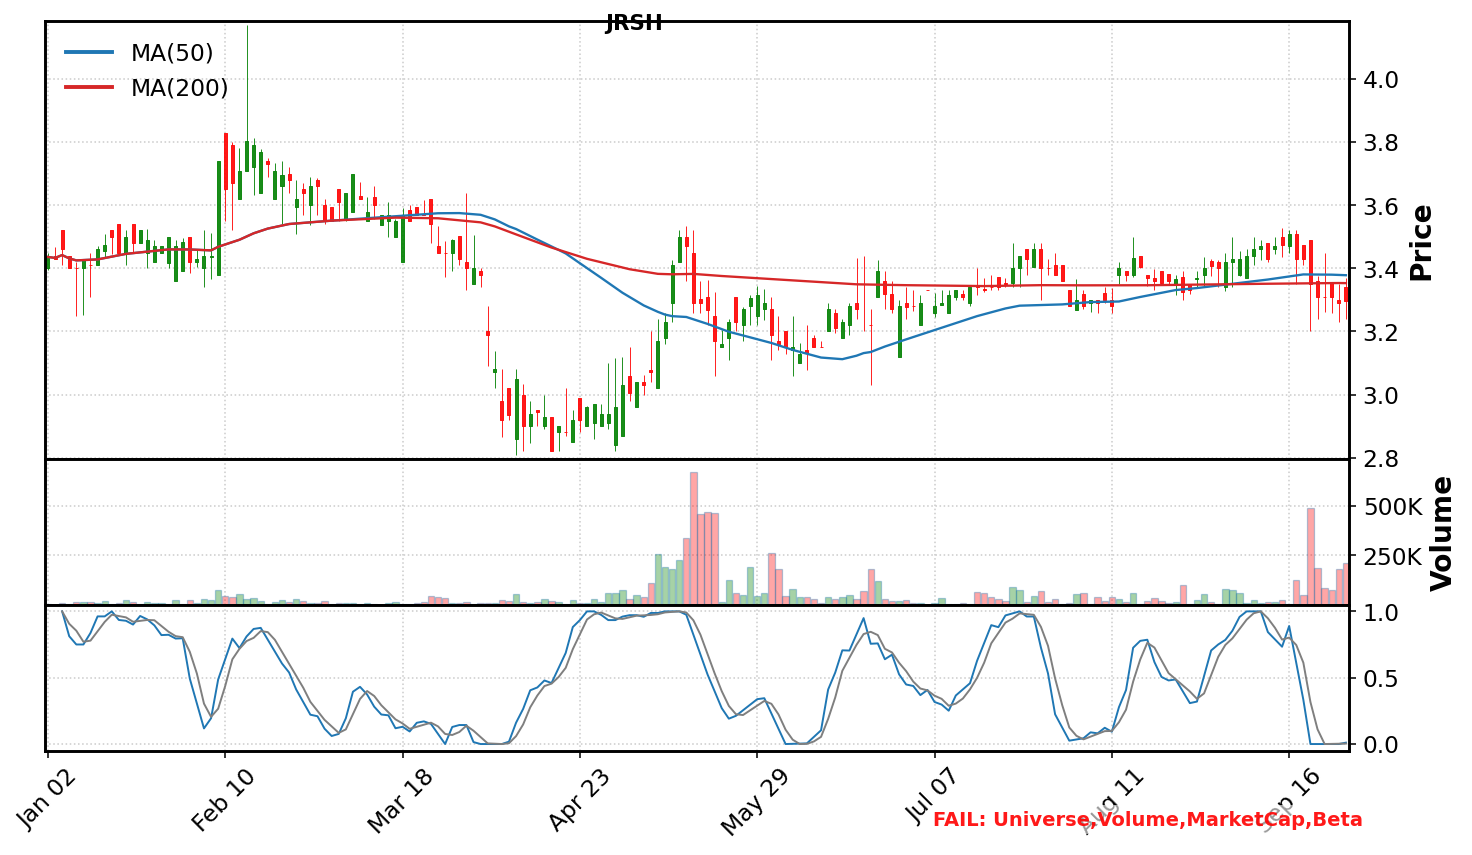 JRSH
MA(50)
MA(200)
4.0
3.8
3.6
3.4
3.2
3.0
2.8
Price
500K
250K
Volume
1.0
0.5
0.0
Jan 02
Feb 10
Mar 18
Apr 23
May 29
Jul 07
Aug 11
Sep 16
FAIL: Universe,Volume,MarketCap,Beta